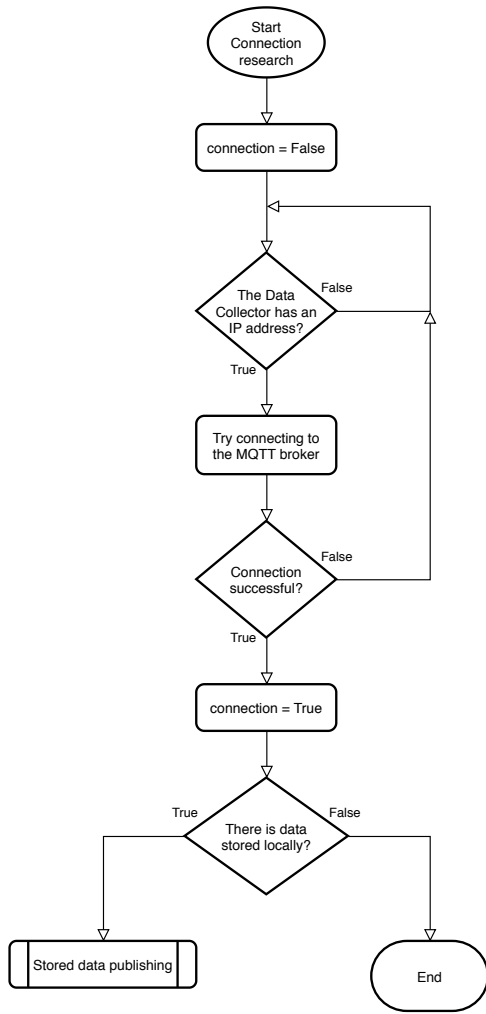 Start
Connection
research
connection = False
The Data
Collector has an
IP address?
False
True
Try connecting to
the MQTT broker
Connection
successful?
False
True
connection = True
There is data
stored locally?
True
False
Stored data publishing
End